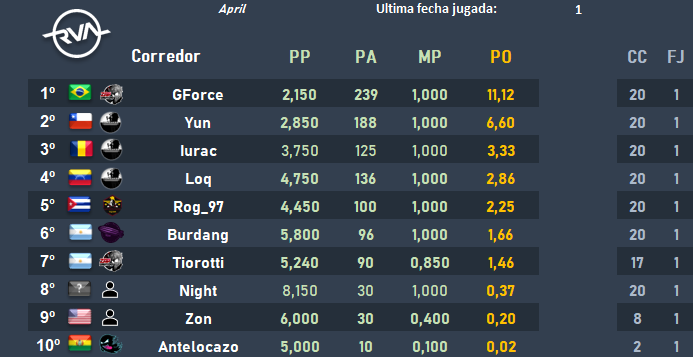 April Ultima fecha jugada: 1
RVA
Corredor PP PA MP PO CC FJ
1º GForce 2,150 239 1,000 11,12 20 1
2º Yun 2,850 188 1,000 6,60 20 1
3º Iurac 3,750 125 1,000 3,33 20 1
4º Loq 4,750 136 1,000 2,86 20 1
5º Rog_97 4,450 100 1,000 2,25 20 1
6º Burdang 5,800 96 1,000 1,66 20 1
7º Tiorotti 5,240 90 0,850 1,46 17 1
8º ? Night 8,150 30 1,000 0,37 20 1
9º Zon 6,000 30 0,400 0,20 8 1
10º Antelocazo 5,000 10 0,100 0,02 2 1